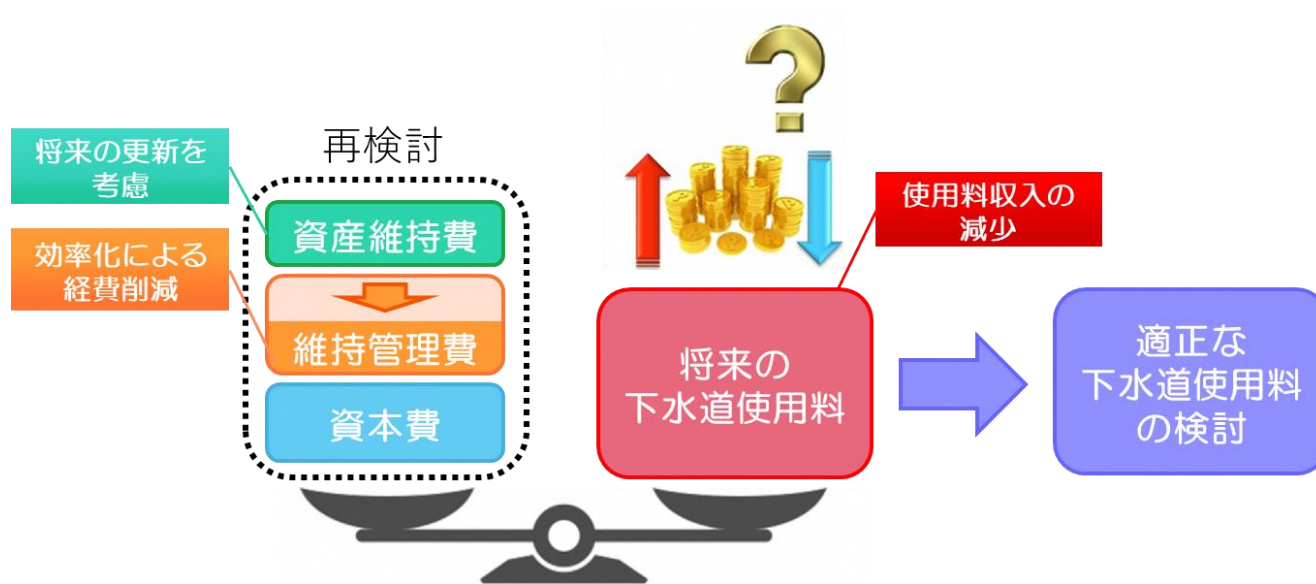 再検討
将来の更新を
考慮
資産維持費
効率化による
経費削減
維持管理費
資本費
?
使用料収入の
減少
将来の
下水道使用料
適正な
下水道使用料
の検討